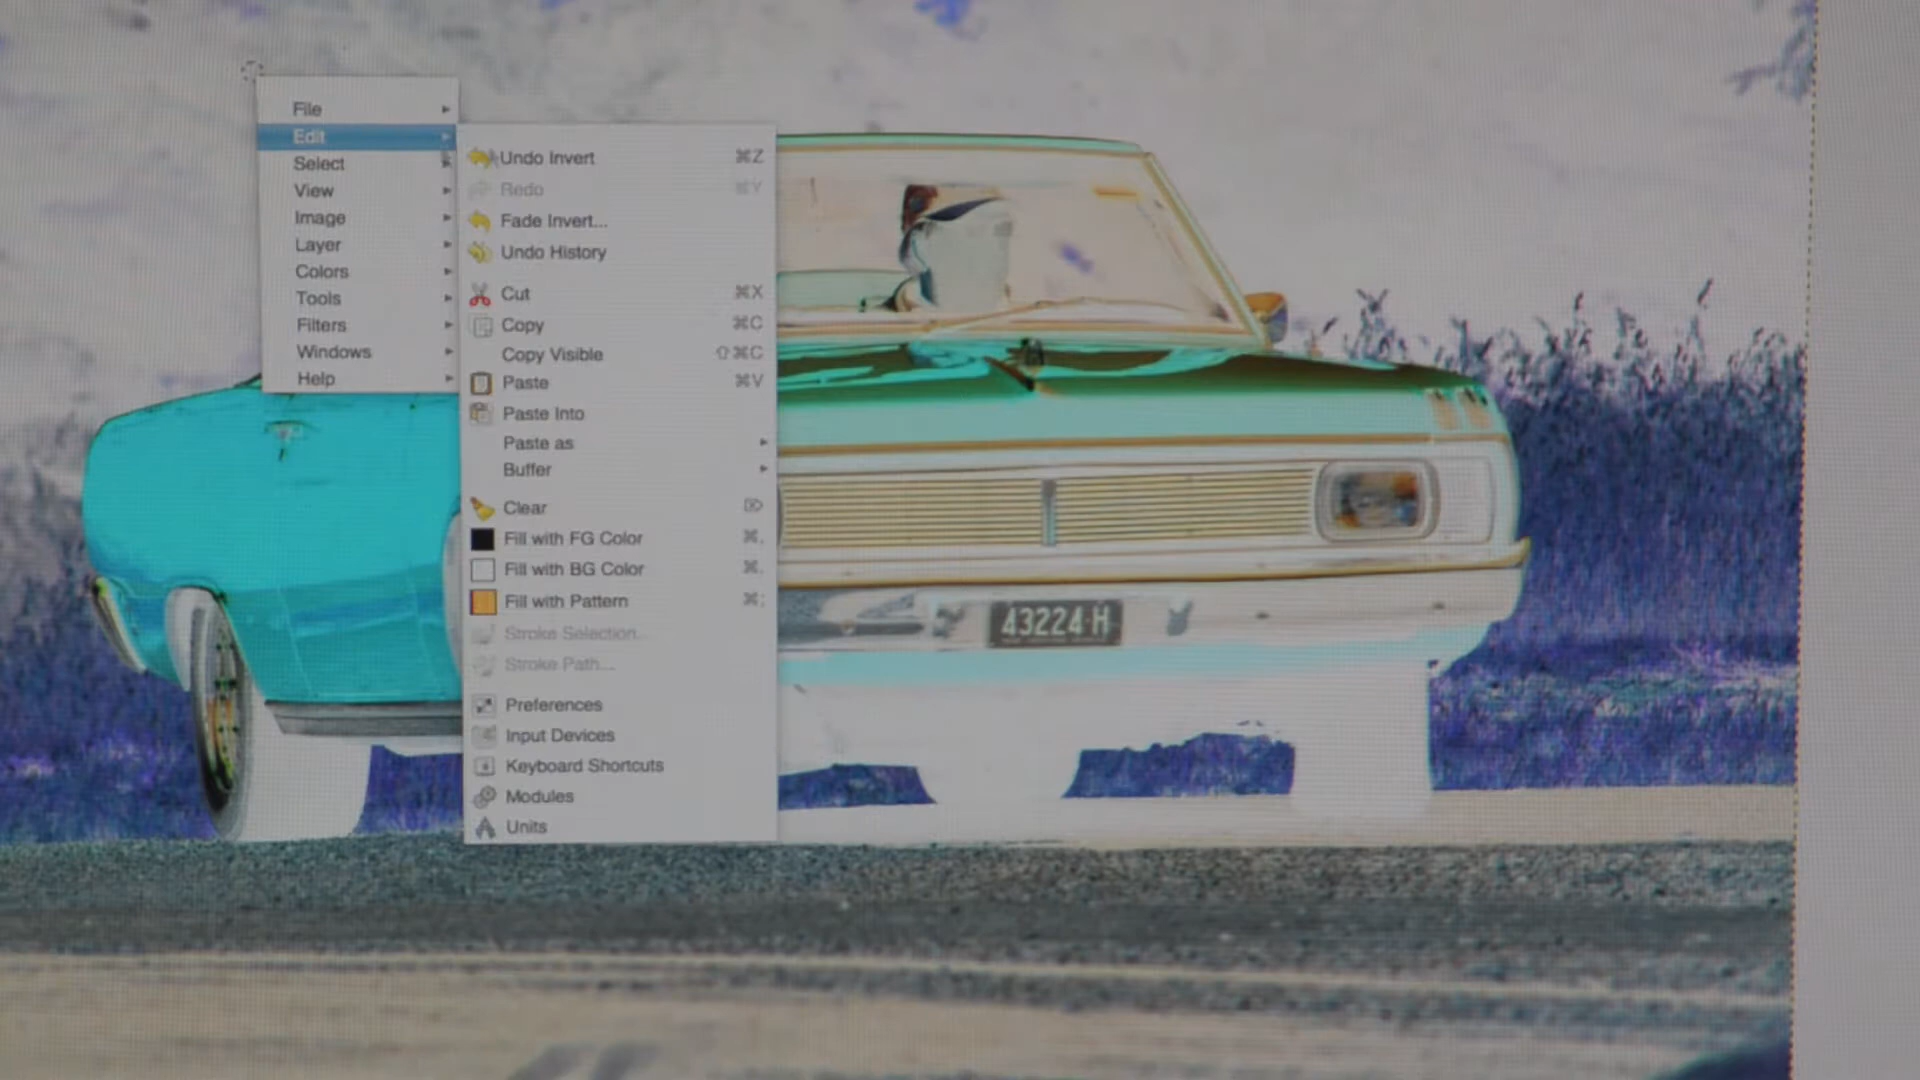 File
Edit
Select
View
Image
Layer
Colors
Tools
Filters
Windows
Help
Undo Invert ⌘Z
Redo ⌘Y
Fade Invert...
Undo History
Cut ⌘X
Copy ⌘C
Copy Visible ⇧⌘C
Paste ⌘V
Paste Into
Paste as
Buffer
Clear ⌦
Fill with FG Color ⌘,
Fill with BG Color ⌘.
Fill with Pattern ⌘;
Stroke Selection...
Stroke Path...
Preferences
Input Devices
Keyboard Shortcuts
Modules
Units
43224 H